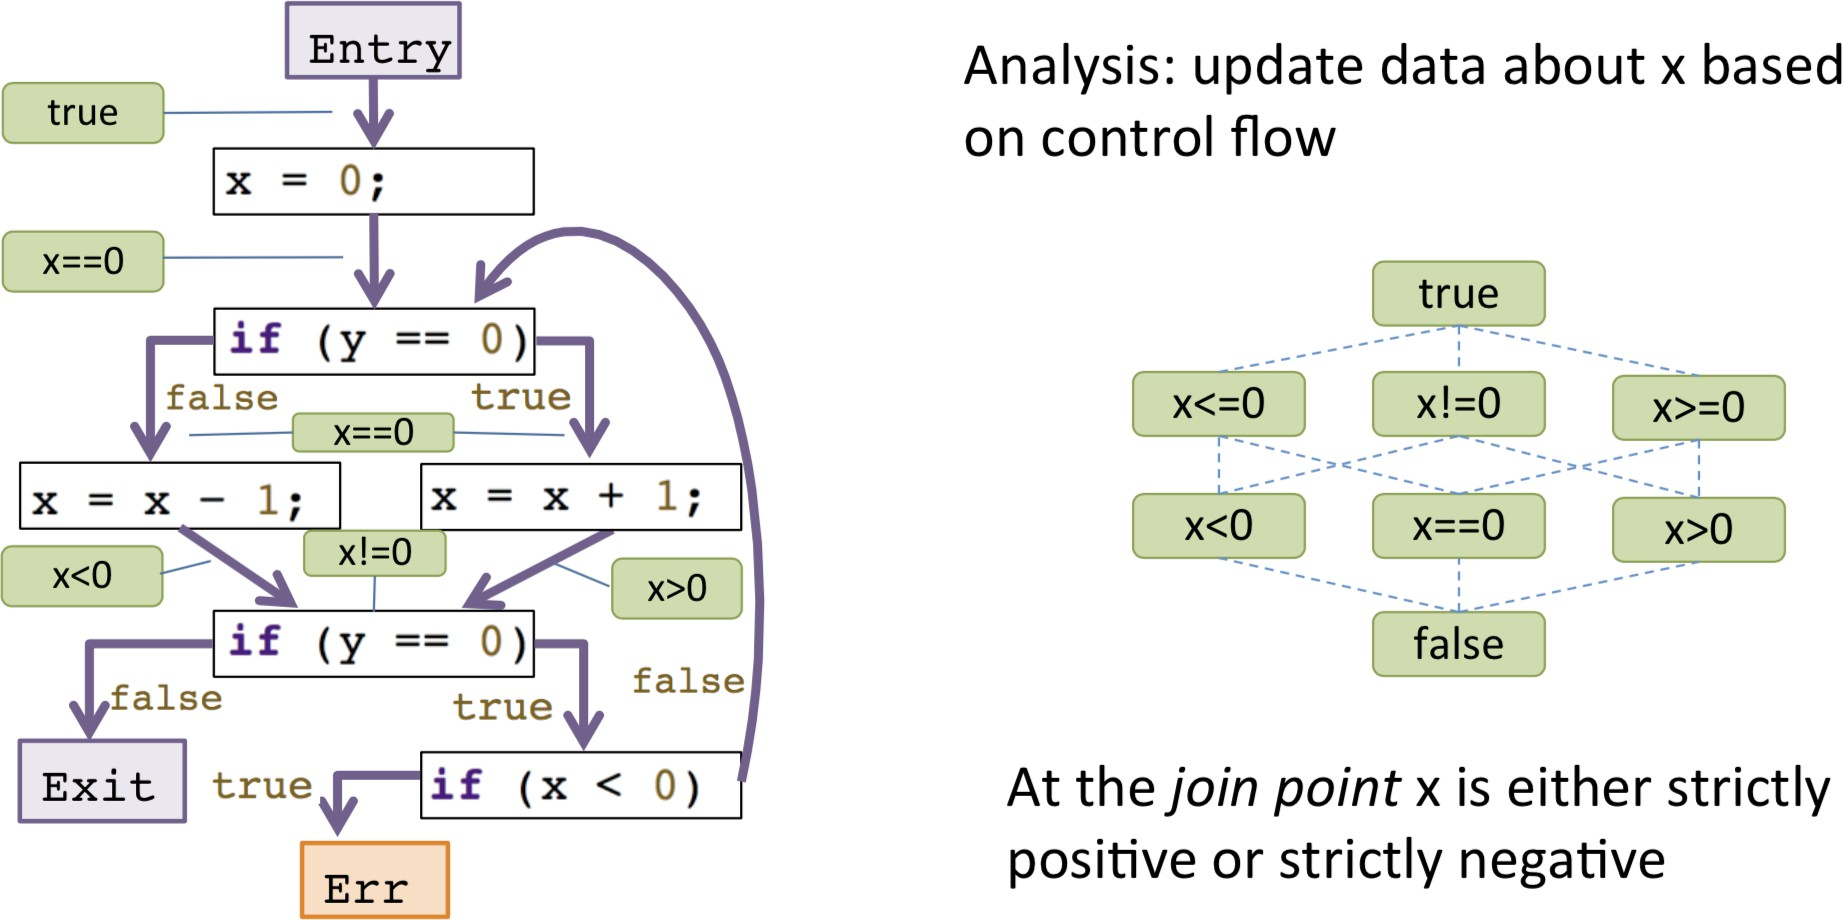 Entry
true
x = 0;
x==0
if (y == 0)
false
true
x==0
x = x - 1;
x = x + 1;
x<0
x!=0
x>0
if (y == 0)
false
true
false
Exit
true
if (x < 0)
Err
Analysis: update data about x based
on control flow
true
x<=0
x!=0
x>=0
x<0
x==0
x>0
false
At the join point x is either strictly
positive or strictly negative